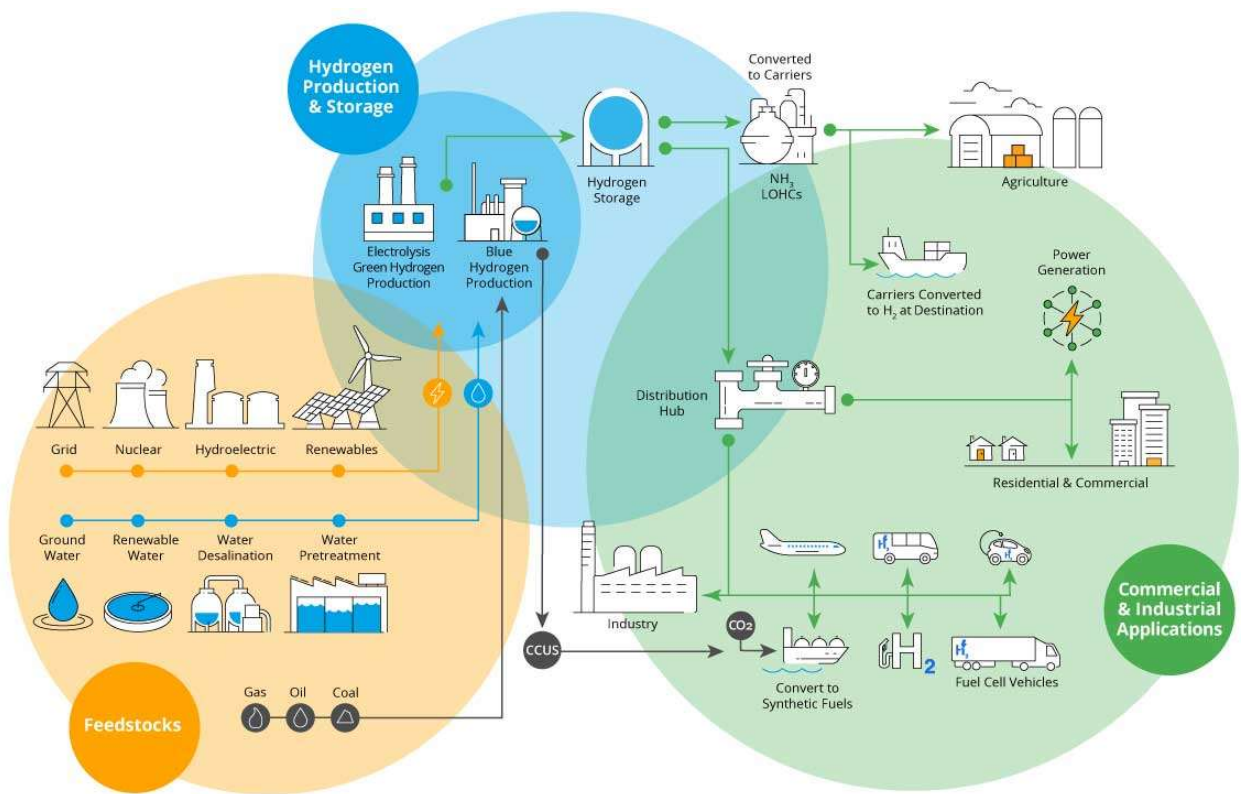 Hydrogen
Production
& Storage
Converted
to Carriers
Hydrogen
Storage
NH3
LOHCs
Agriculture
Electrolysis
Green Hydrogen
Production
Blue
Hydrogen
Production
Carriers Converted
to H2 at Destination
Power
Generation
Distribution
Hub
Residential & Commercial
Grid
Nuclear
Hydroelectric
Renewables
Ground
Water
Renewable
Water
Water
Desalination
Water
Pretreatment
Industry
Commercial
& Industrial
Applications
CCUS
CO2
Convert to
Synthetic Fuels
H2
Fuel Cell Vehicles
Feedstocks
Gas
Oil
Coal